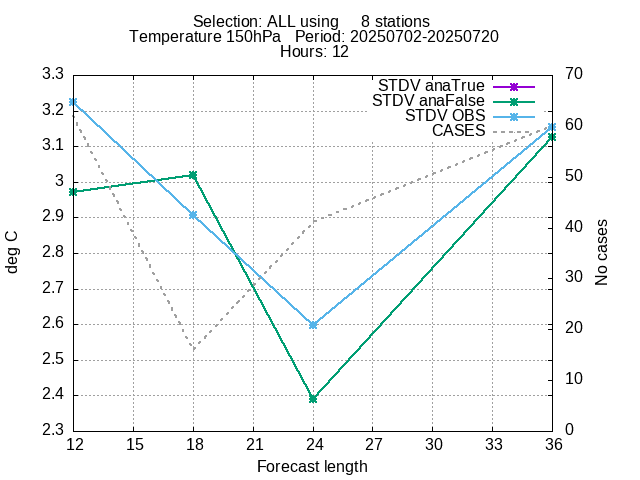 Selection: ALL using     8 stations
Temperature 150hPa   Period: 20250702-20250720
Hours: 12
STDV anaTrue
STDV anaFalse
STDV OBS
CASES
3.3
3.2
3.1
3
2.9
2.8
2.7
2.6
2.5
2.4
2.3
deg C
70
60
50
40
30
20
10
0
No cases
12 15 18 21 24 27 30 33 36
Forecast length